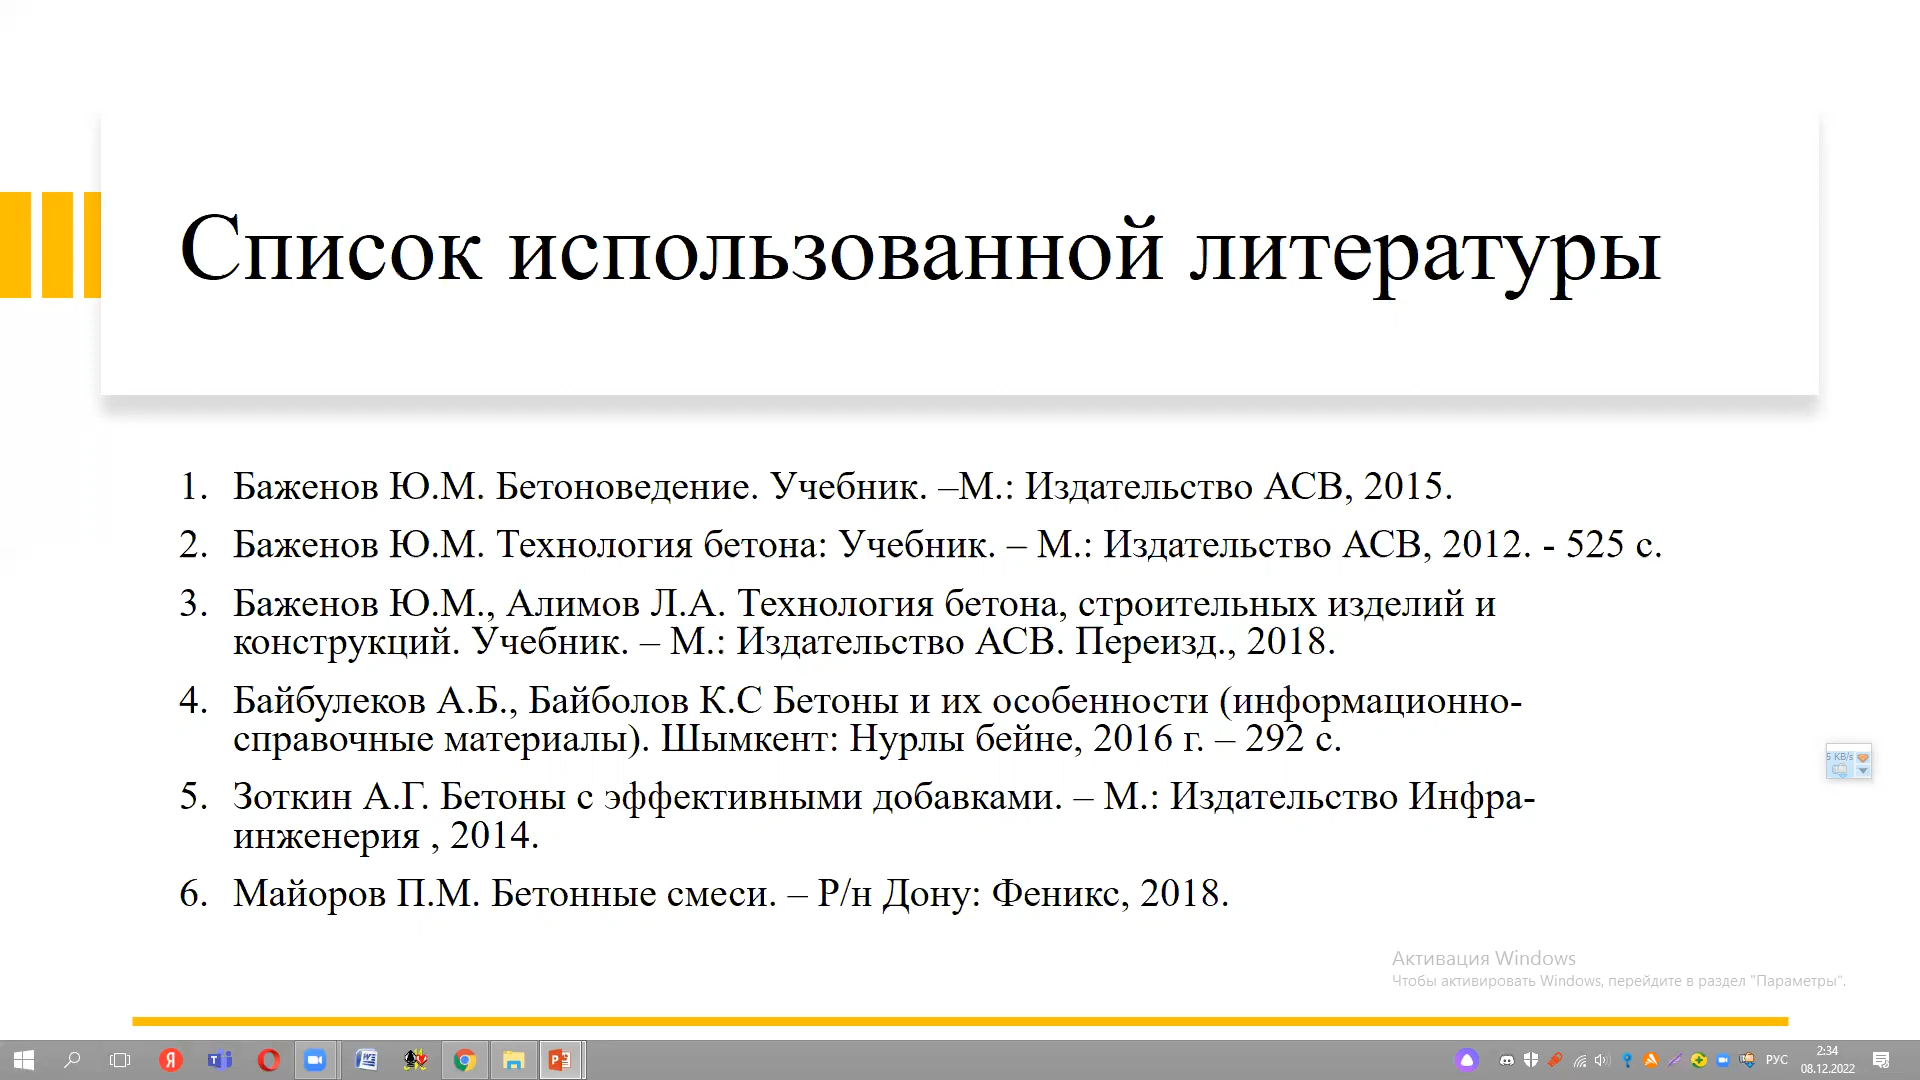 Список использованной литературы
1. Баженов Ю.М. Бетоноведение. Учебник. –М.: Издательство АСВ, 2015.
2. Баженов Ю.М. Технология бетона: Учебник. – М.: Издательство АСВ, 2012. - 525 с.
3. Баженов Ю.М., Алимов Л.А. Технология бетона, строительных изделий и
конструкций. Учебник. – М.: Издательство АСВ. Переизд., 2018.
4. Байбулеков А.Б., Байболов К.С Бетоны и их особенности (информационно-
справочные материалы). Шымкент: Нурлы бейне, 2016 г. – 292 с.
5. Зоткин А.Г. Бетоны с эффективными добавками. – М.: Издательство Инфра-
инженерия , 2014.
6. Майоров П.М. Бетонные смеси. – Р/н Дону: Феникс, 2018.
5 KB/s
Активация Windows
Чтобы активировать Windows, перейдите в раздел "Параметры".
РУС
2:34
08.12.2022